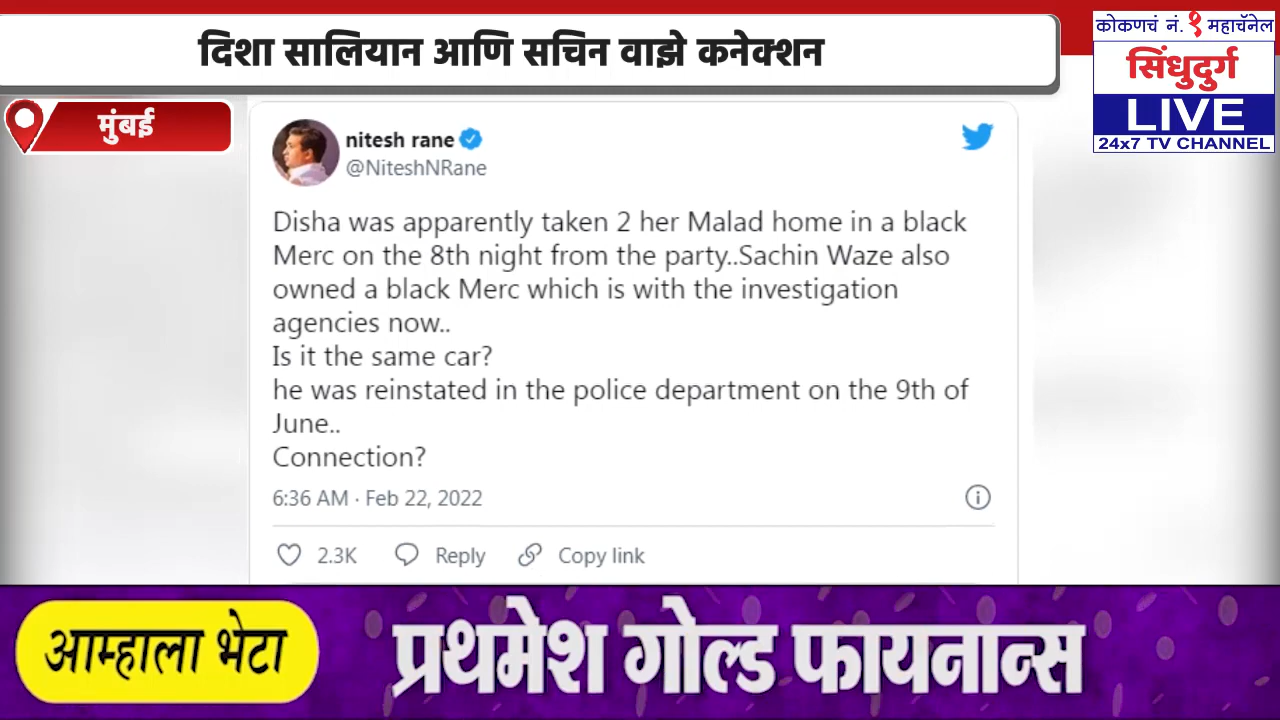 दिशा सालियान आणि सचिन वाझे कनेक्शन
कोकणचं नं. १ महाचॅनेल
सिंधुदुर्ग
LIVE
24x7 TV CHANNEL
मुंबई
nitesh rane
@NiteshNRane
Disha was apparently taken 2 her Malad home in a black
Merc on the 8th night from the party..Sachin Waze also
owned a black Merc which is with the investigation
agencies now..
Is it the same car?
he was reinstated in the police department on the 9th of
June..
Connection?
6:36 AM · Feb 22, 2022
2.3K Reply Copy link
आम्हाला भेटा
प्रथमेश गोल्ड फायनान्स